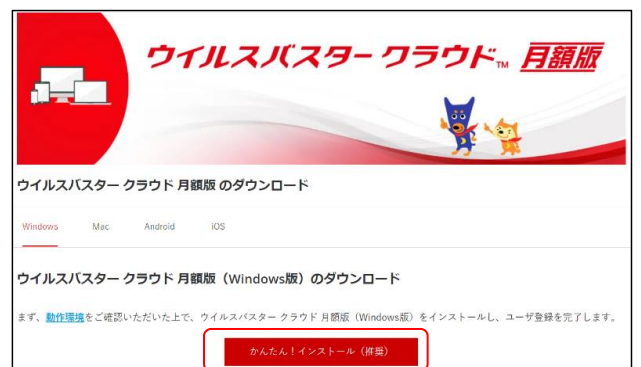 ウイルスバスター クラウド™ 月額版
ウイルスバスター クラウド 月額版 のダウンロード
Windows Mac Android iOS
ウイルスバスター クラウド 月額版（Windows版）のダウンロード
まず、動作環境をご確認いただいた上で、ウイルスバスター クラウド 月額版（Windows版）をインストールし、ユーザ登録を完了します。
かんたん！インストール（推奨）